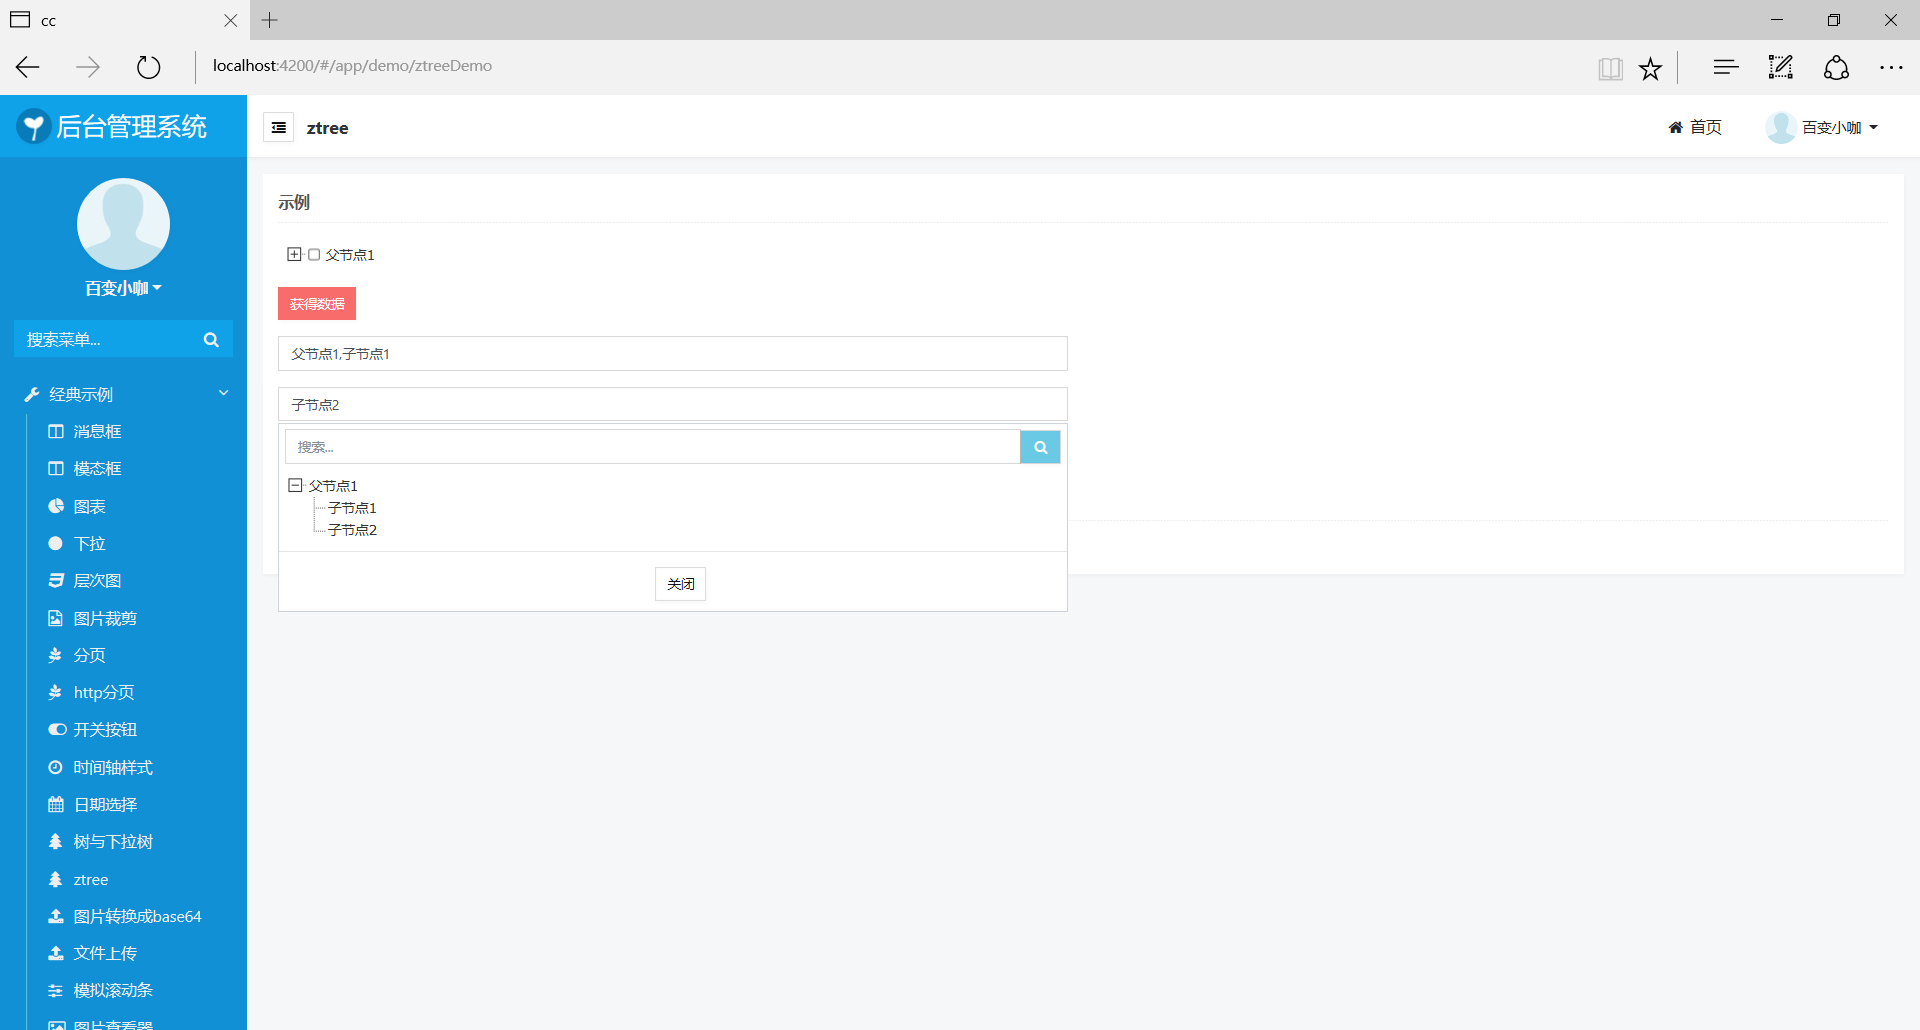 cc
localhost:4200/#/app/demo/ztreeDemo
后台管理系统
ztree
首页
百变小咖
百变小咖
搜索菜单...
经典示例
消息框
模态框
图表
下拉
层次图
图片裁剪
分页
http分页
开关按钮
时间轴样式
日期选择
树与下拉树
ztree
图片转换成base64
文件上传
模拟滚动条
图片查看器
示例
父节点1
获得数据
父节点1,子节点1
子节点2
搜索...
父节点1
子节点1
子节点2
关闭